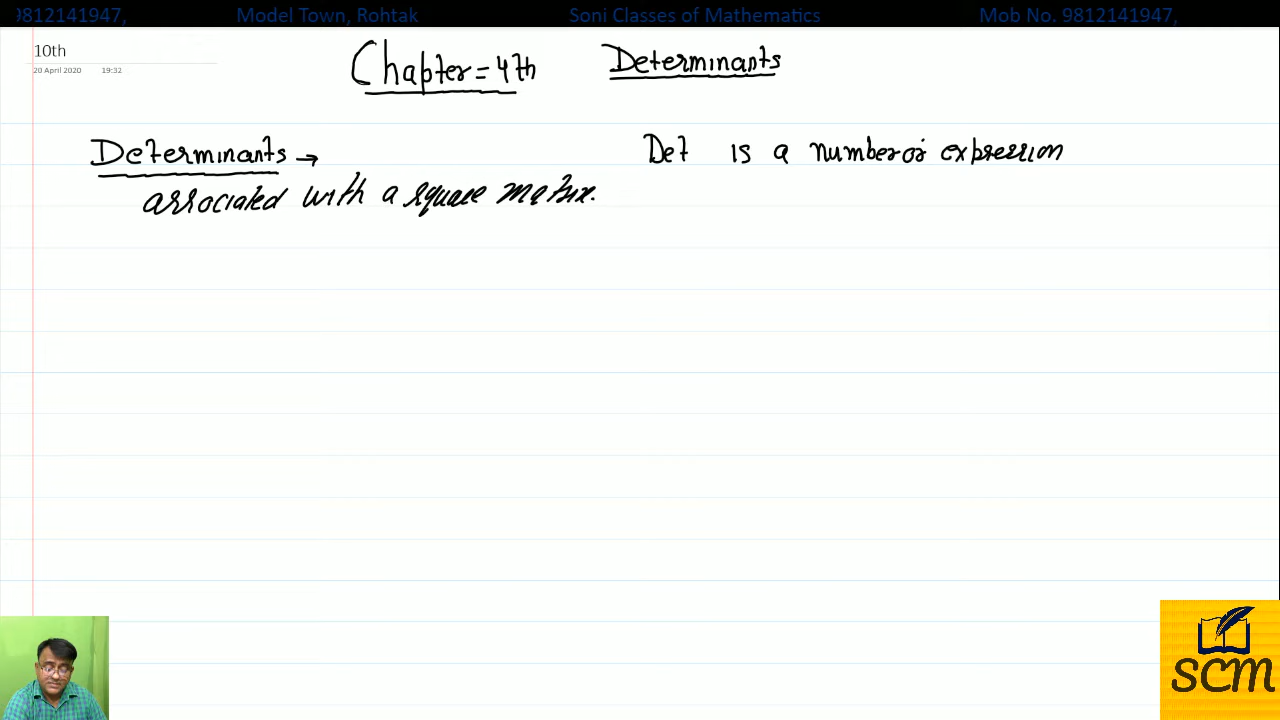 9812141947, Model Town, Rohtak Soni Classes of Mathematics Mob No. 9812141947,
10th
20 April 2020 19:32
Chapter = 4th Determinants
Determinants → Det is a number or expression
associated with a square matrix.
SCM